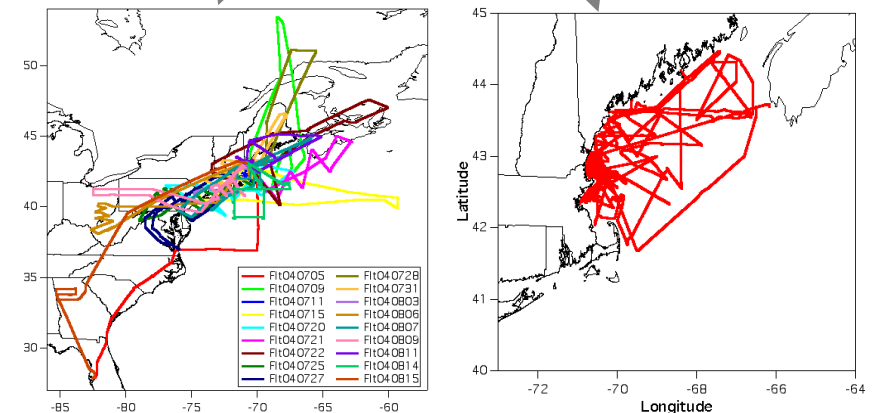 50
45
40
35
30
-85
-80
-75
-70
-65
-60
Flt040705 Flt040728
Flt040709 Flt040731
Flt040711 Flt040803
Flt040715 Flt040806
Flt040720 Flt040807
Flt040721 Flt040809
Flt040722 Flt040811
Flt040725 Flt040814
Flt040727 Flt040815
45
44
43
42
41
40
Latitude
-72
-70
-68
-66
-64
Longitude